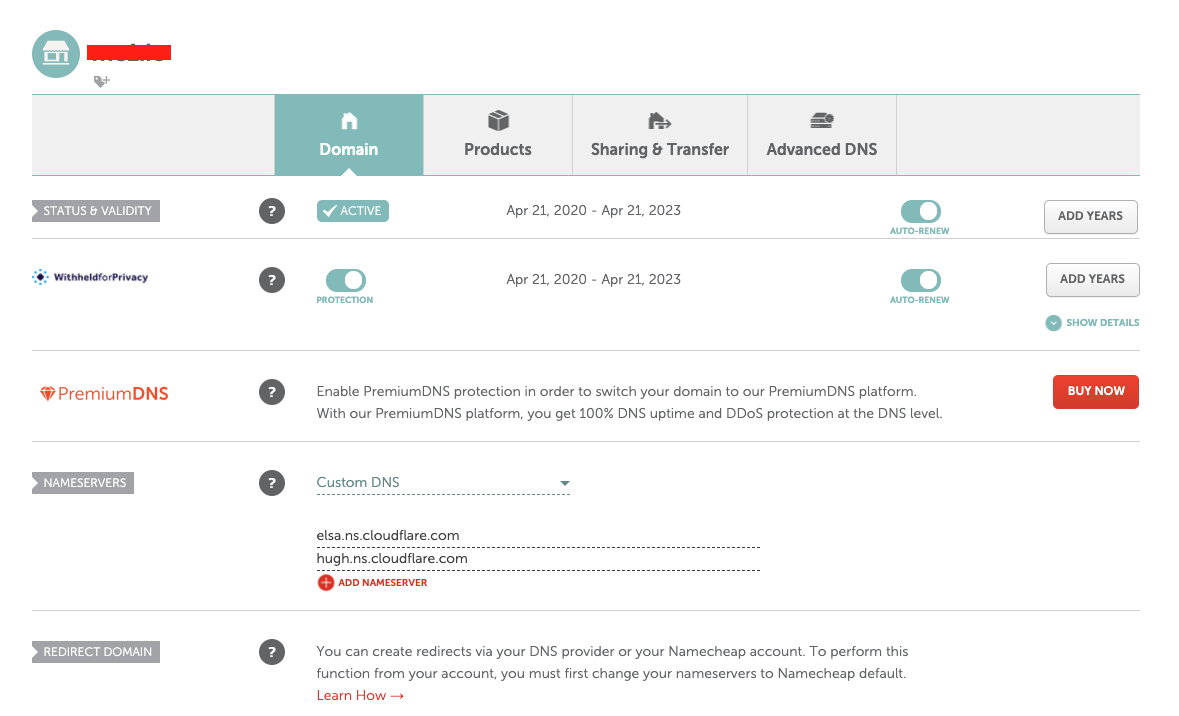 Domain
Products
Sharing & Transfer
Advanced DNS
STATUS & VALIDITY
?
ACTIVE
Apr 21, 2020 - Apr 21, 2023
AUTO-RENEW
ADD YEARS
WithheldforPrivacy
?
PROTECTION
Apr 21, 2020 - Apr 21, 2023
AUTO-RENEW
ADD YEARS
SHOW DETAILS
PremiumDNS
?
Enable PremiumDNS protection in order to switch your domain to our PremiumDNS platform.
With our PremiumDNS platform, you get 100% DNS uptime and DDoS protection at the DNS level.
BUY NOW
NAMESERVERS
?
Custom DNS
elsa.ns.cloudflare.com
hugh.ns.cloudflare.com
ADD NAMESERVER
REDIRECT DOMAIN
?
You can create redirects via your DNS provider or your Namecheap account. To perform this
function from your account, you must first change your nameservers to Namecheap default.
Learn How →